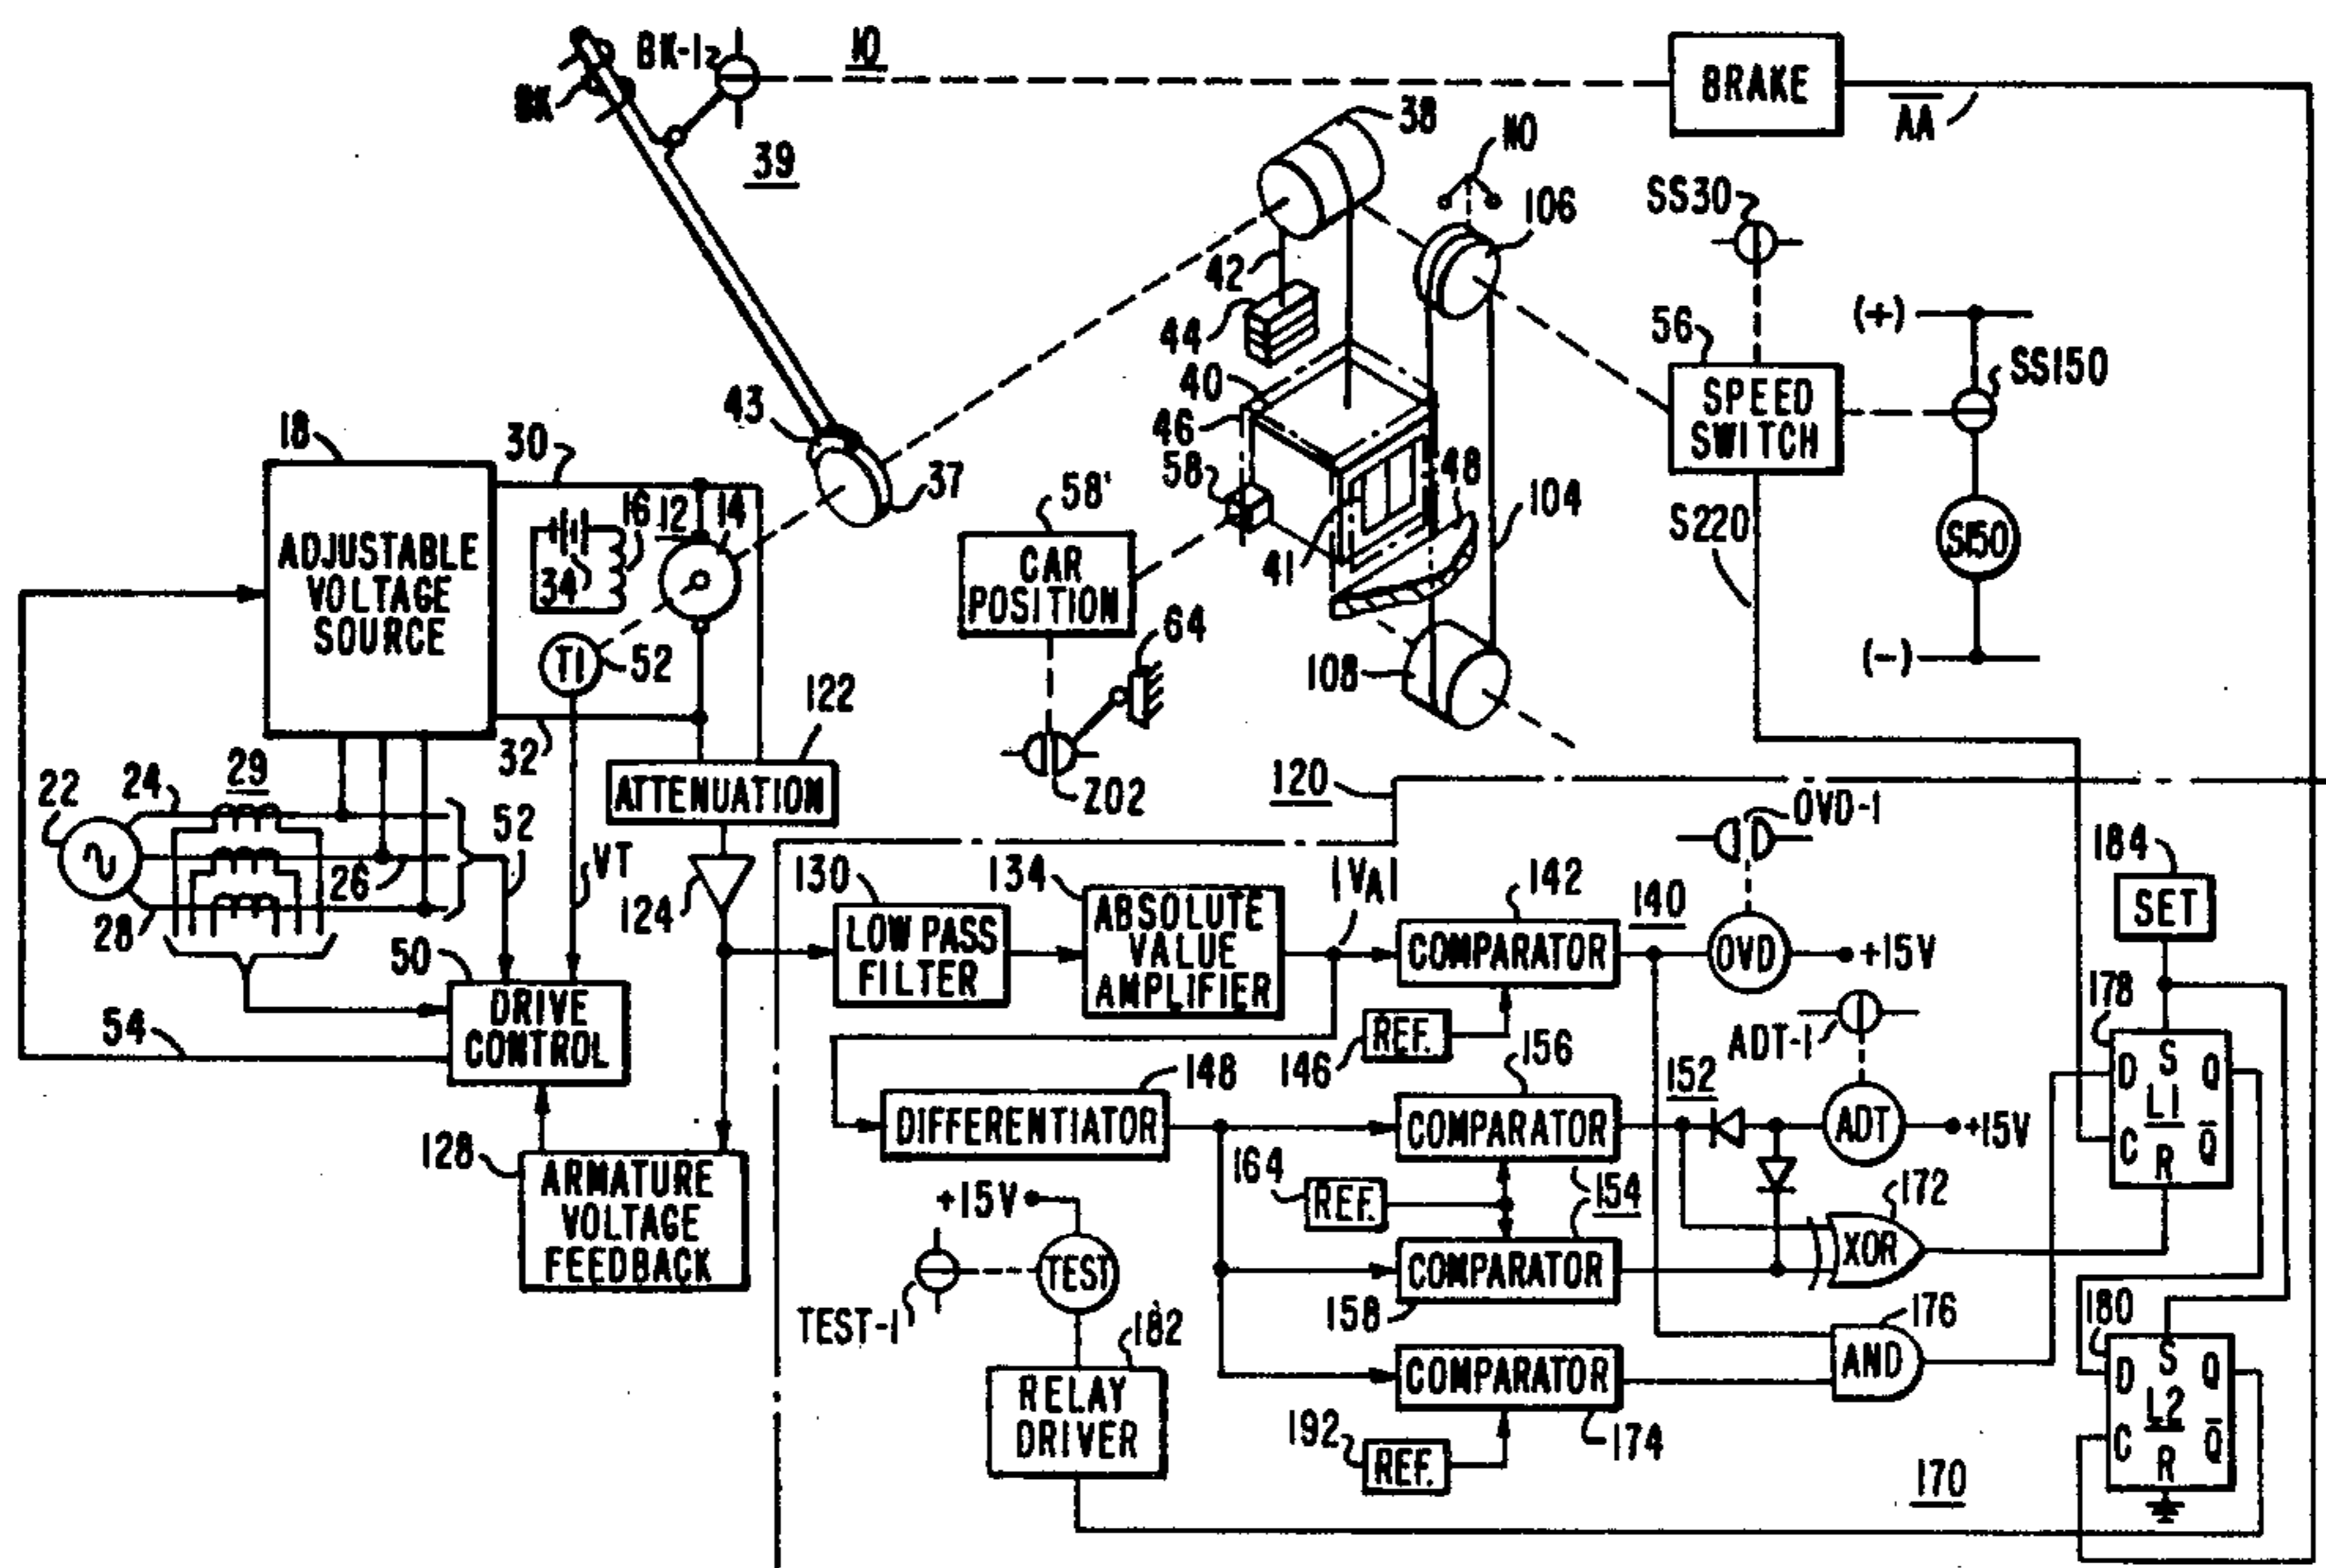 10
BK-1
BK
39
BRAKE
AA
38
NO
106
SS30
42
44
56
(+)
SS150
SPEED
SWITCH
40
46
43
18
30
37
58
58'
48
104
S220
S150
16
12
14
34
ADJUSTABLE
VOLTAGE
SOURCE
CAR
POSITION
41
64
(-)
T1
52
108
122
32
ATTENUATION
Z02
120
22
24
29
52
VT
26
28
124
130
134
|VA|
142
140
OVD-1
184
SET
LOW PASS
FILTER
ABSOLUTE
VALUE
AMPLIFIER
COMPARATOR
OVD
+15V
50
DRIVE
CONTROL
54
178
ADT-1
146
REF.
156
D S Q
L1
C R Q̅
148
152
DIFFERENTIATOR
COMPARATOR
ADT
+15V
128
ARMATURE
VOLTAGE
FEEDBACK
+15V
164
REF.
154
172
XOR
TEST
COMPARATOR
TEST-1
158
182
176
180
RELAY
DRIVER
COMPARATOR
AND
D S Q
L2
C R Q̅
192
REF.
174
170